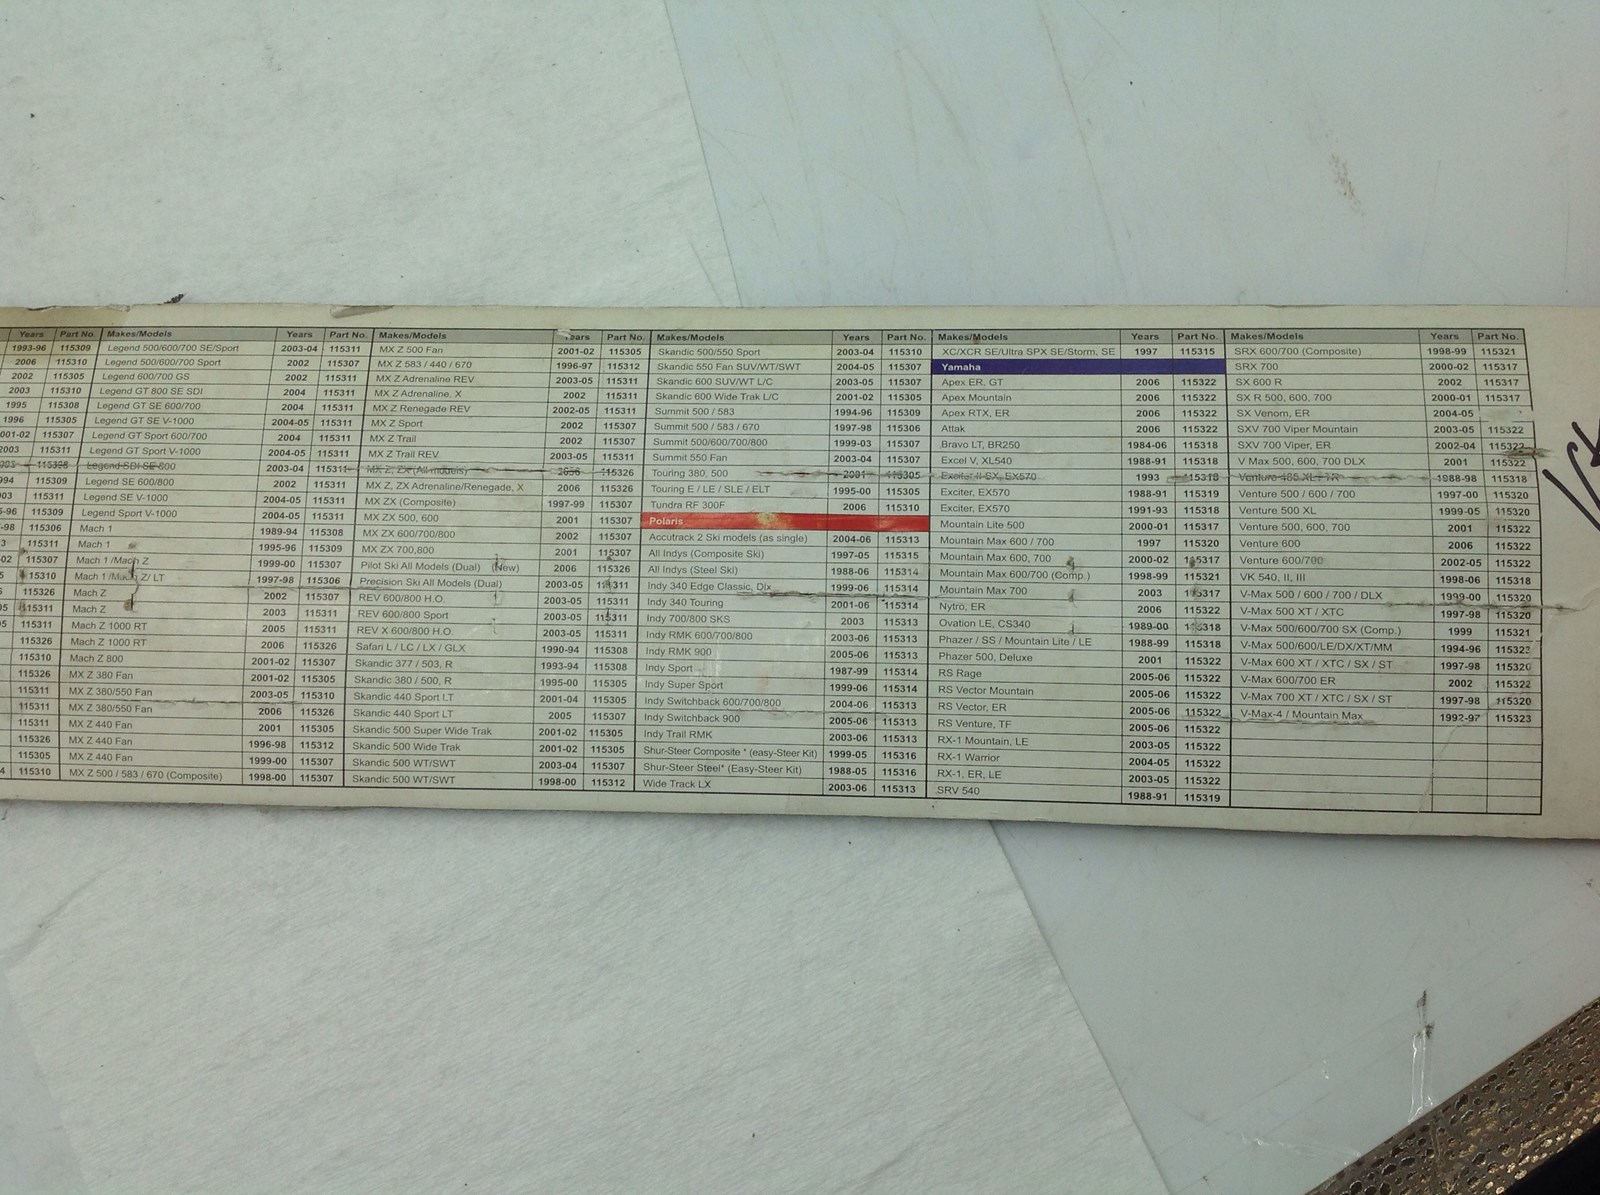 Years Part No.
1993-96 115309
2006 115310
2002 115305
2003 115310
1995 115308
1996 115305
001-02 115307
2003 115311
115308
994 115309
03 115311
-96 115309
-98 115306
3 115311
02 115307
5 115310
115326
05 115311
5 115311
115326
115310
115326
115311
115311
115311
115326
115305
4 115310
Makes/Models Years Part No.
Legend 500/600/700 SE/Sport 2003-04 115311
Legend 500/600/700 Sport 2002 115307
Legend 600/700 GS 2002 115311
Legend GT 800 SE SDI 2004 115311
Legend GT SE 600/700 2004 115311
Legend GT SE V-1000 2004-05 115311
Legend GT Sport 600/700 2004 115311
Legend GT Sport V-1000 2004-05 115311
Legend SDI SE 600 2003-04 115311
Legend SE 600/800 2002 115311
Legend SE V-1000 2004-05 115311
Legend Sport V-1000 2004-05 115311
Mach 1 1989-94 115308
Mach 1 1995-96 115309
Mach 1 /Mach Z 1999-00 115307
Mach 1 /Mach Z/ LT 1997-98 115306
Mach Z 2002 115307
Mach Z 2003 115311
Mach Z 1000 RT 2005 115311
Mach Z 1000 RT 2006 115326
Mach Z 800 2001-02 115307
MX Z 380 Fan 2001-02 115305
MX Z 380/550 Fan 2003-05 115310
MX Z 380/550 Fan 2006 115326
MX Z 440 Fan 2001 115305
MX Z 440 Fan 1996-98 115312
MX Z 440 Fan 1999-00 115307
MX Z 500 / 583 / 670 (Composite) 1998-00 115307
Makes/Models Years Part No.
MX Z 500 Fan 2001-02 115305
MX Z 583 / 440 / 670 1996-97 115312
MX Z Adrenaline REV 2003-05 115311
MX Z Adrenaline, X 2002 115311
MX Z Renegade REV 2002-05 115311
MX Z Sport 2002 115307
MX Z Trail 2002 115307
MX Z Trail REV 2003-05 115311
MX Z, ZX (All models) 2006 115326
MX Z, ZX Adrenaline/Renegade, X 2006 115326
MX ZX (Composite) 1997-99 115307
MX ZX 500, 600 2001 115307
MX ZX 600/700/800 2002 115307
MX ZX 700,800 2001 115307
Pilot Ski All Models (Dual) (New) 2006 115326
Precision Ski All Models (Dual) 2003-05 115311
REV 600/800 H.O. 2003-05 115311
REV 600/800 Sport 2003-05 115311
REV X 600/800 H.O. 2003-05 115311
Safari L / LC / LX / GLX 1990-94 115308
Skandic 377 / 503, R 1993-94 115308
Skandic 380 / 500, R 1995-00 115305
Skandic 440 Sport LT 2001-04 115305
Skandic 440 Sport LT 2005 115307
Skandic 500 Super Wide Trak 2001-02 115305
Skandic 500 Wide Trak 2001-02 115305
Skandic 500 WT/SWT 2003-04 115307
Skandic 500 WT/SWT 1998-00 115312
Makes/Models Years Part No.
Skandic 500/550 Sport 2003-04 115310
Skandic 550 Fan SUV/WT/SWT 2004-05 115307
Skandic 600 SUV/WT L/C 2003-05 115307
Skandic 600 Wide Trak L/C 2001-02 115305
Summit 500 / 583 1994-96 115309
Summit 500 / 583 / 670 1997-98 115306
Summit 500/600/700/800 1999-03 115307
Summit 550 Fan 2003-04 115307
Touring 380, 500 2001 115305
Touring E / LE / SLE / ELT 1995-00 115305
Tundra RF 300F 2006 115310
Polaris
Accutrack 2 Ski models (as single) 2004-06 115313
All Indys (Composite Ski) 1997-05 115315
All Indys (Steel Ski) 1988-06 115314
Indy 340 Edge Classic, Dlx 1999-06 115314
Indy 340 Touring 2001-06 115314
Indy 700/800 SKS 2003 115313
Indy RMK 600/700/800 2003-06 115313
Indy RMK 900 2005-06 115313
Indy Sport 1987-99 115314
Indy Super Sport 1999-06 115314
Indy Switchback 600/700/800 2004-06 115313
Indy Switchback 900 2005-06 115313
Indy Trail RMK 2003-06 115313
Shur-Steer Composite * (easy-Steer Kit) 1999-05 115316
Shur-Steer Steel* (Easy-Steer Kit) 1988-05 115316
Wide Track LX 2003-06 115313
Makes/Models Years Part No.
XC/XCR SE/Ultra SPX SE/Storm, SE 1997 115315
Yamaha
Apex ER, GT 2006 115322
Apex Mountain 2006 115322
Apex RTX, ER 2006 115322
Attak 2006 115322
Bravo LT, BR250 1984-06 115318
Excel V, XL540 1988-91 115318
Exciter II SX, EX570 1993 115318
Exciter, EX570 1988-91 115319
Exciter, EX570 1991-93 115318
Mountain Lite 500 2000-01 115317
Mountain Max 600 / 700 1997 115320
Mountain Max 600, 700 2000-02 115317
Mountain Max 600/700 (Comp.) 1998-99 115321
Mountain Max 700 2003 115317
Nytro, ER 2006 115322
Ovation LE, CS340 1989-00 115318
Phazer / SS / Mountain Lite / LE 1988-99 115318
Phazer 500, Deluxe 2001 115322
RS Rage 2005-06 115322
RS Vector Mountain 2005-06 115322
RS Vector, ER 2005-06 115322
RS Venture, TF 2005-06 115322
RX-1 Mountain, LE 2003-05 115322
RX-1 Warrior 2004-05 115322
RX-1, ER, LE 2003-05 115322
SRV 540 1988-91 115319
Makes/Models Years Part No.
SRX 600/700 (Composite) 1998-99 115321
SRX 700 2000-02 115317
SX 600 R 2002 115317
SX R 500, 600, 700 2000-01 115317
SX Venom, ER 2004-05
SXV 700 Viper Mountain 2003-05 115322
SXV 700 Viper, ER 2002-04 115322
V Max 500, 600, 700 DLX 2001 115322
Venture 485 XL, TR 1988-98 115318
Venture 500 / 600 / 700 1997-00 115320
Venture 500 XL 1999-05 115320
Venture 500 XL, 600, 700 2001 115322
Venture 600 2006 115322
Venture 600/700 2002-05 115322
VK 540, II, III 1998-06 115318
V-Max 500 / 600 / 700 / DLX 1999-00 115320
V-Max 500 XT / XTC 1997-98 115320
V-Max 500/600/700 SX (Comp.) 1999 115321
V-Max 500/600/LE/DX/XT/MM 1994-96 115323
V-Max 600 XT / XTC / SX / ST 1997-98 115320
V-Max 600/700 ER 2002 115322
V-Max 700 XT / XTC / SX / ST 1997-98 115320
V-Max-4 / Mountain Max 1992-97 115323